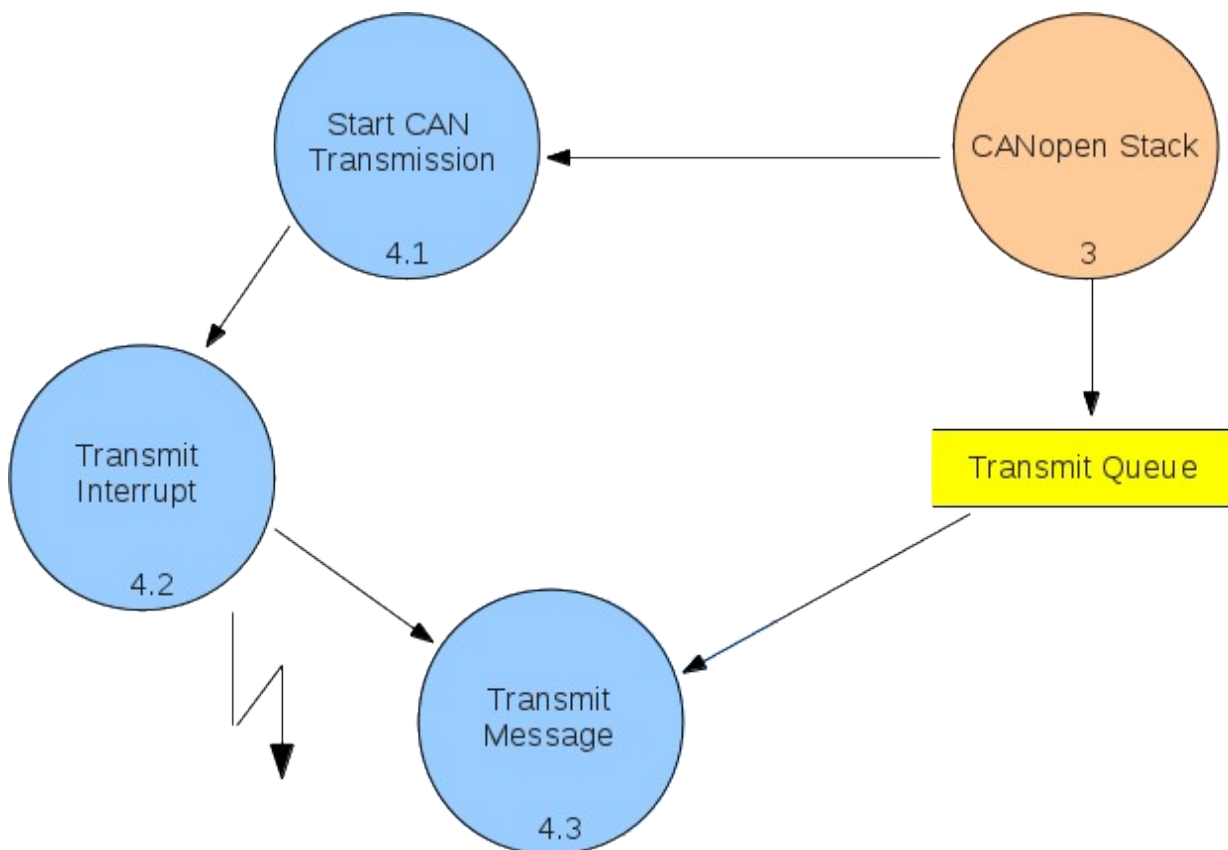 Start CAN
Transmission
4.1
CANopen Stack
3
Transmit
Interrupt
4.2
Transmit Queue
Transmit
Message
4.3